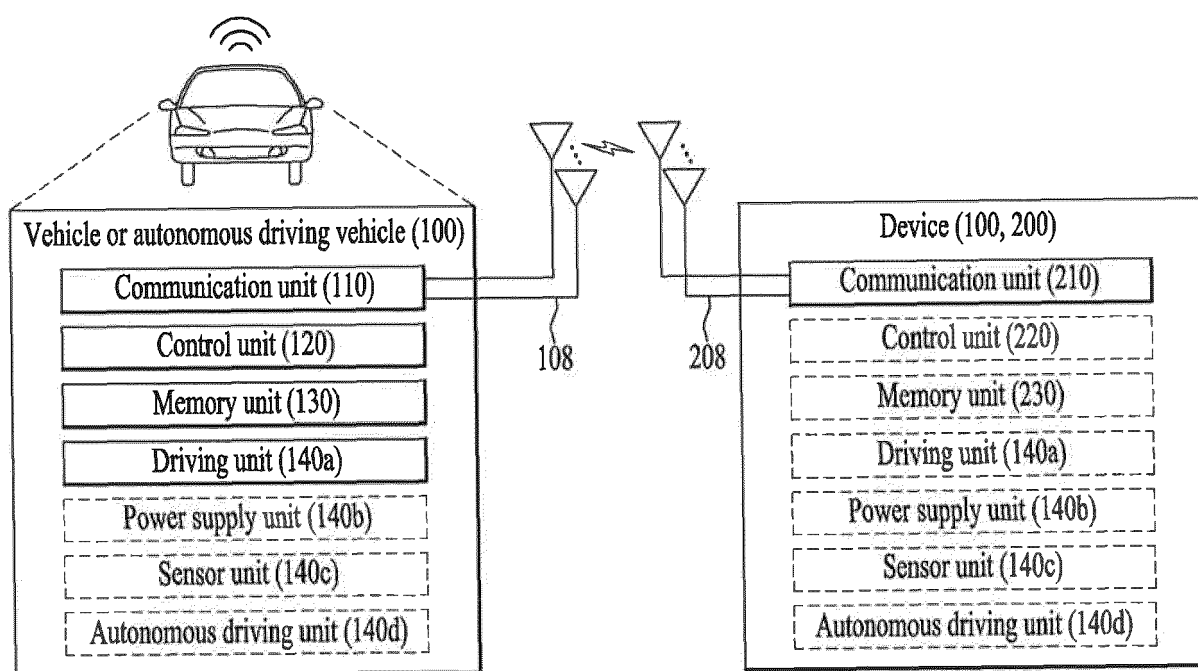 Vehicle or autonomous driving vehicle (100)
Communication unit (110)
Control unit (120)
Memory unit (130)
Driving unit (140a)
Power supply unit (140b)
Sensor unit (140c)
Autonomous driving unit (140d)
108
208
Device (100, 200)
Communication unit (210)
Control unit (220)
Memory unit (230)
Driving unit (140a)
Power supply unit (140b)
Sensor unit (140c)
Autonomous driving unit (140d)